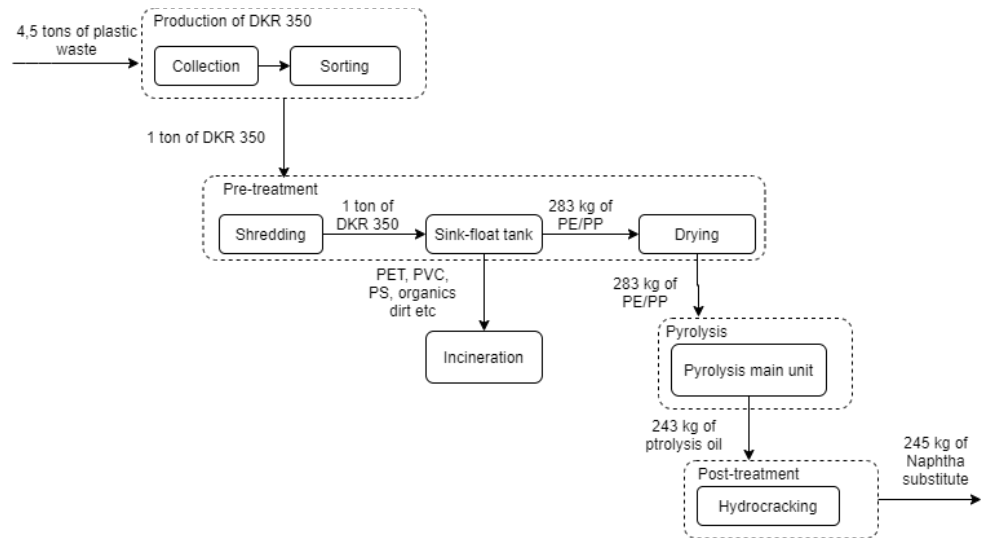 4,5 tons of plastic
waste
Production of DKR 350
Collection
Sorting
1 ton of DKR 350
Pre-treatment
Shredding
1 ton of
DKR 350
Sink-float tank
283 kg of
PE/PP
Drying
PET, PVC,
PS, organics
dirt etc
Incineration
283 kg of
PE/PP
Pyrolysis
Pyrolysis main unit
243 kg of
ptrolysis oil
Post-treatment
Hydrocracking
245 kg of
Naphtha
substitute